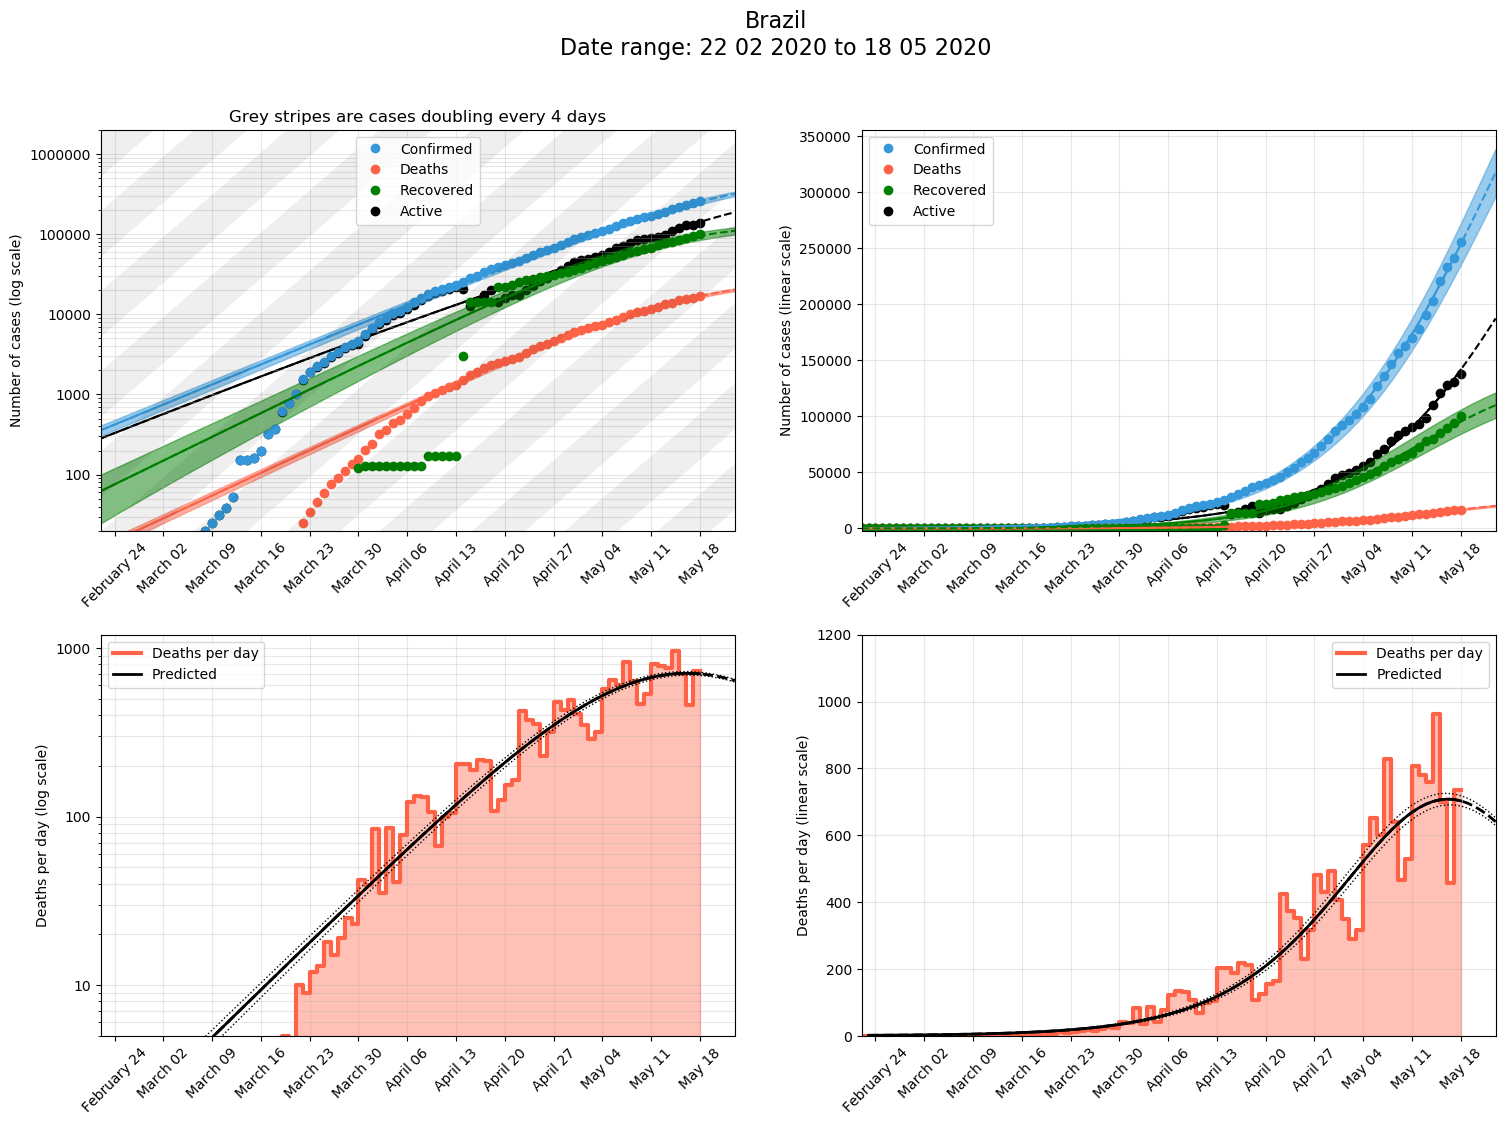 Brazil
Date range: 22 02 2020 to 18 05 2020
Grey stripes are cases doubling every 4 days
Number of cases (log scale)
1000000
100000
10000
1000
100
Confirmed
Deaths
Recovered
Active
February 24
March 02
March 09
March 16
March 23
March 30
April 06
April 13
April 20
April 27
May 04
May 11
May 18
Number of cases (linear scale)
350000
300000
250000
200000
150000
100000
50000
0
Confirmed
Deaths
Recovered
Active
February 24
March 02
March 09
March 16
March 23
March 30
April 06
April 13
April 20
April 27
May 04
May 11
May 18
Deaths per day (log scale)
1000
100
10
Deaths per day
Predicted
February 24
March 02
March 09
March 16
March 23
March 30
April 06
April 13
April 20
April 27
May 04
May 11
May 18
Deaths per day (linear scale)
1200
1000
800
600
400
200
0
Deaths per day
Predicted
February 24
March 02
March 09
March 16
March 23
March 30
April 06
April 13
April 20
April 27
May 04
May 11
May 18